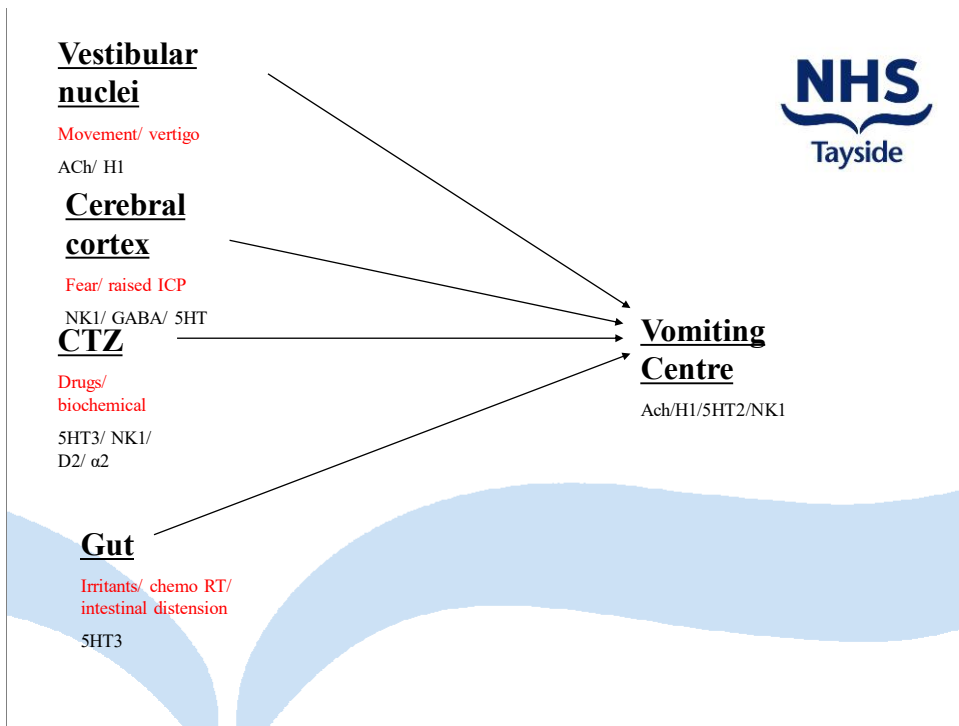 Vestibular
nuclei
Movement/ vertigo
ACh/ H1
Cerebral
cortex
Fear/ raised ICP
NK1/ GABA/ 5HT
CTZ
Drugs/
biochemical
5HT3/ NK1/
D2/ α2
Gut
Irritants/ chemo RT/
intestinal distension
5HT3
Vomiting
Centre
Ach/H1/5HT2/NK1
NHS
Tayside